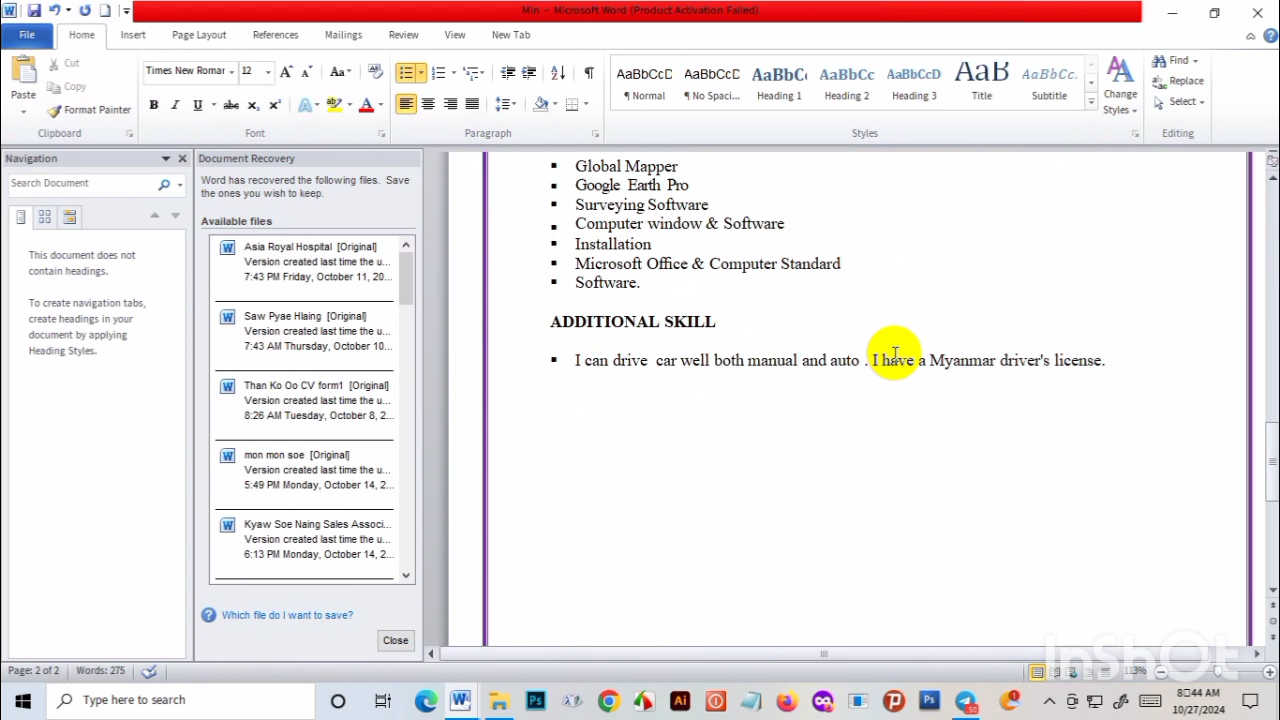 Min - Microsoft Word (Product Activation Failed)
File Home Insert Page Layout References Mailings Review View New Tab
Paste
Cut
Copy
Format Painter
Clipboard
Times New Romar 12
Font
Paragraph
AaBbCcD AaBbCcD AaBbC AaBbCc AaBbCcD AaB AaBbCc.
¶ Normal ¶ No Spaci... Heading 1 Heading 2 Heading 3 Title Subtitle
Styles
Change Styles
Find
Replace
Select
Editing
Navigation
Search Document
This document does not
contain headings.
To create navigation tabs,
create headings in your
document by applying
Heading Styles.
Document Recovery
Word has recovered the following files. Save
the ones you wish to keep.
Available files
Asia Royal Hospital [Original]
Version created last time the u...
7:43 PM Friday, October 11, 20...
Saw Pyae Hlaing [Original]
Version created last time the u...
7:43 AM Thursday, October 10...
Than Ko Oo CV form1 [Original]
Version created last time the u...
8:26 AM Tuesday, October 8, 2...
mon mon soe [Original]
Version created last time the u...
5:49 PM Monday, October 14, 2...
Kyaw Soe Naing Sales Associ...
Version created last time the u...
6:13 PM Monday, October 14, 2...
Which file do I want to save?
Close
Global Mapper
Google Earth Pro
Surveying Software
Computer window & Software
Installation
Microsoft Office & Computer Standard
Software.
ADDITIONAL SKILL
I can drive car well both manual and auto . I have a Myanmar driver's license.
InShOt
Page: 2 of 2 Words: 275
113%
Type here to search
8:44 AM
10/27/2024